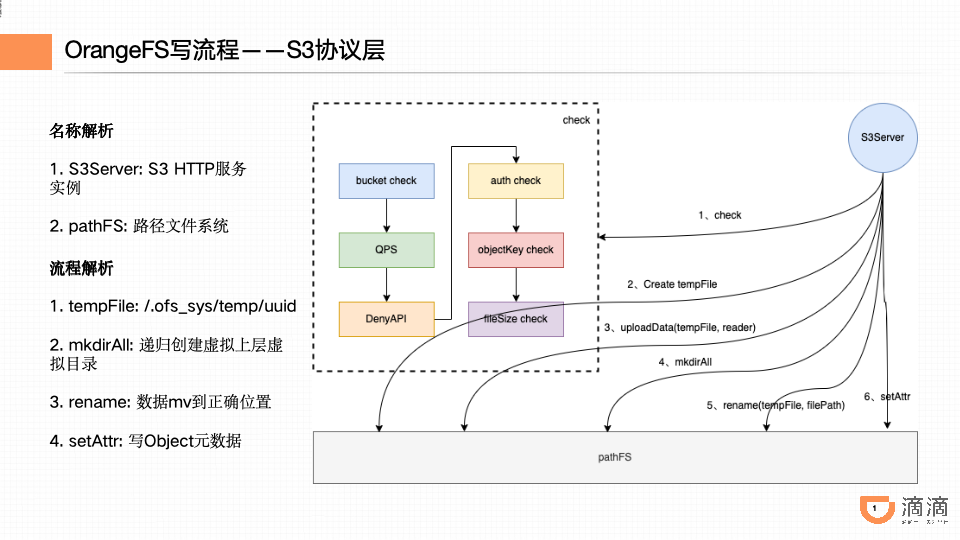 OrangeFS写流程——S3协议层
名称解析
1. S3Server: S3 HTTP服务
实例
2. pathFS: 路径文件系统
流程解析
1. tempFile: /.ofs_sys/temp/uuid
2. mkdirAll: 递归创建虚拟上层虚
拟目录
3. rename: 数据mv到正确位置
4. setAttr: 写Object元数据
check
bucket check
QPS
DenyAPI
auth check
objectKey check
fileSize check
S3Server
1、check
2、Create tempFile
3、uploadData(tempFile, reader)
4、mkdirAll
5、rename(tempFile, filePath)
6、setAttr
pathFS
1
滴滴